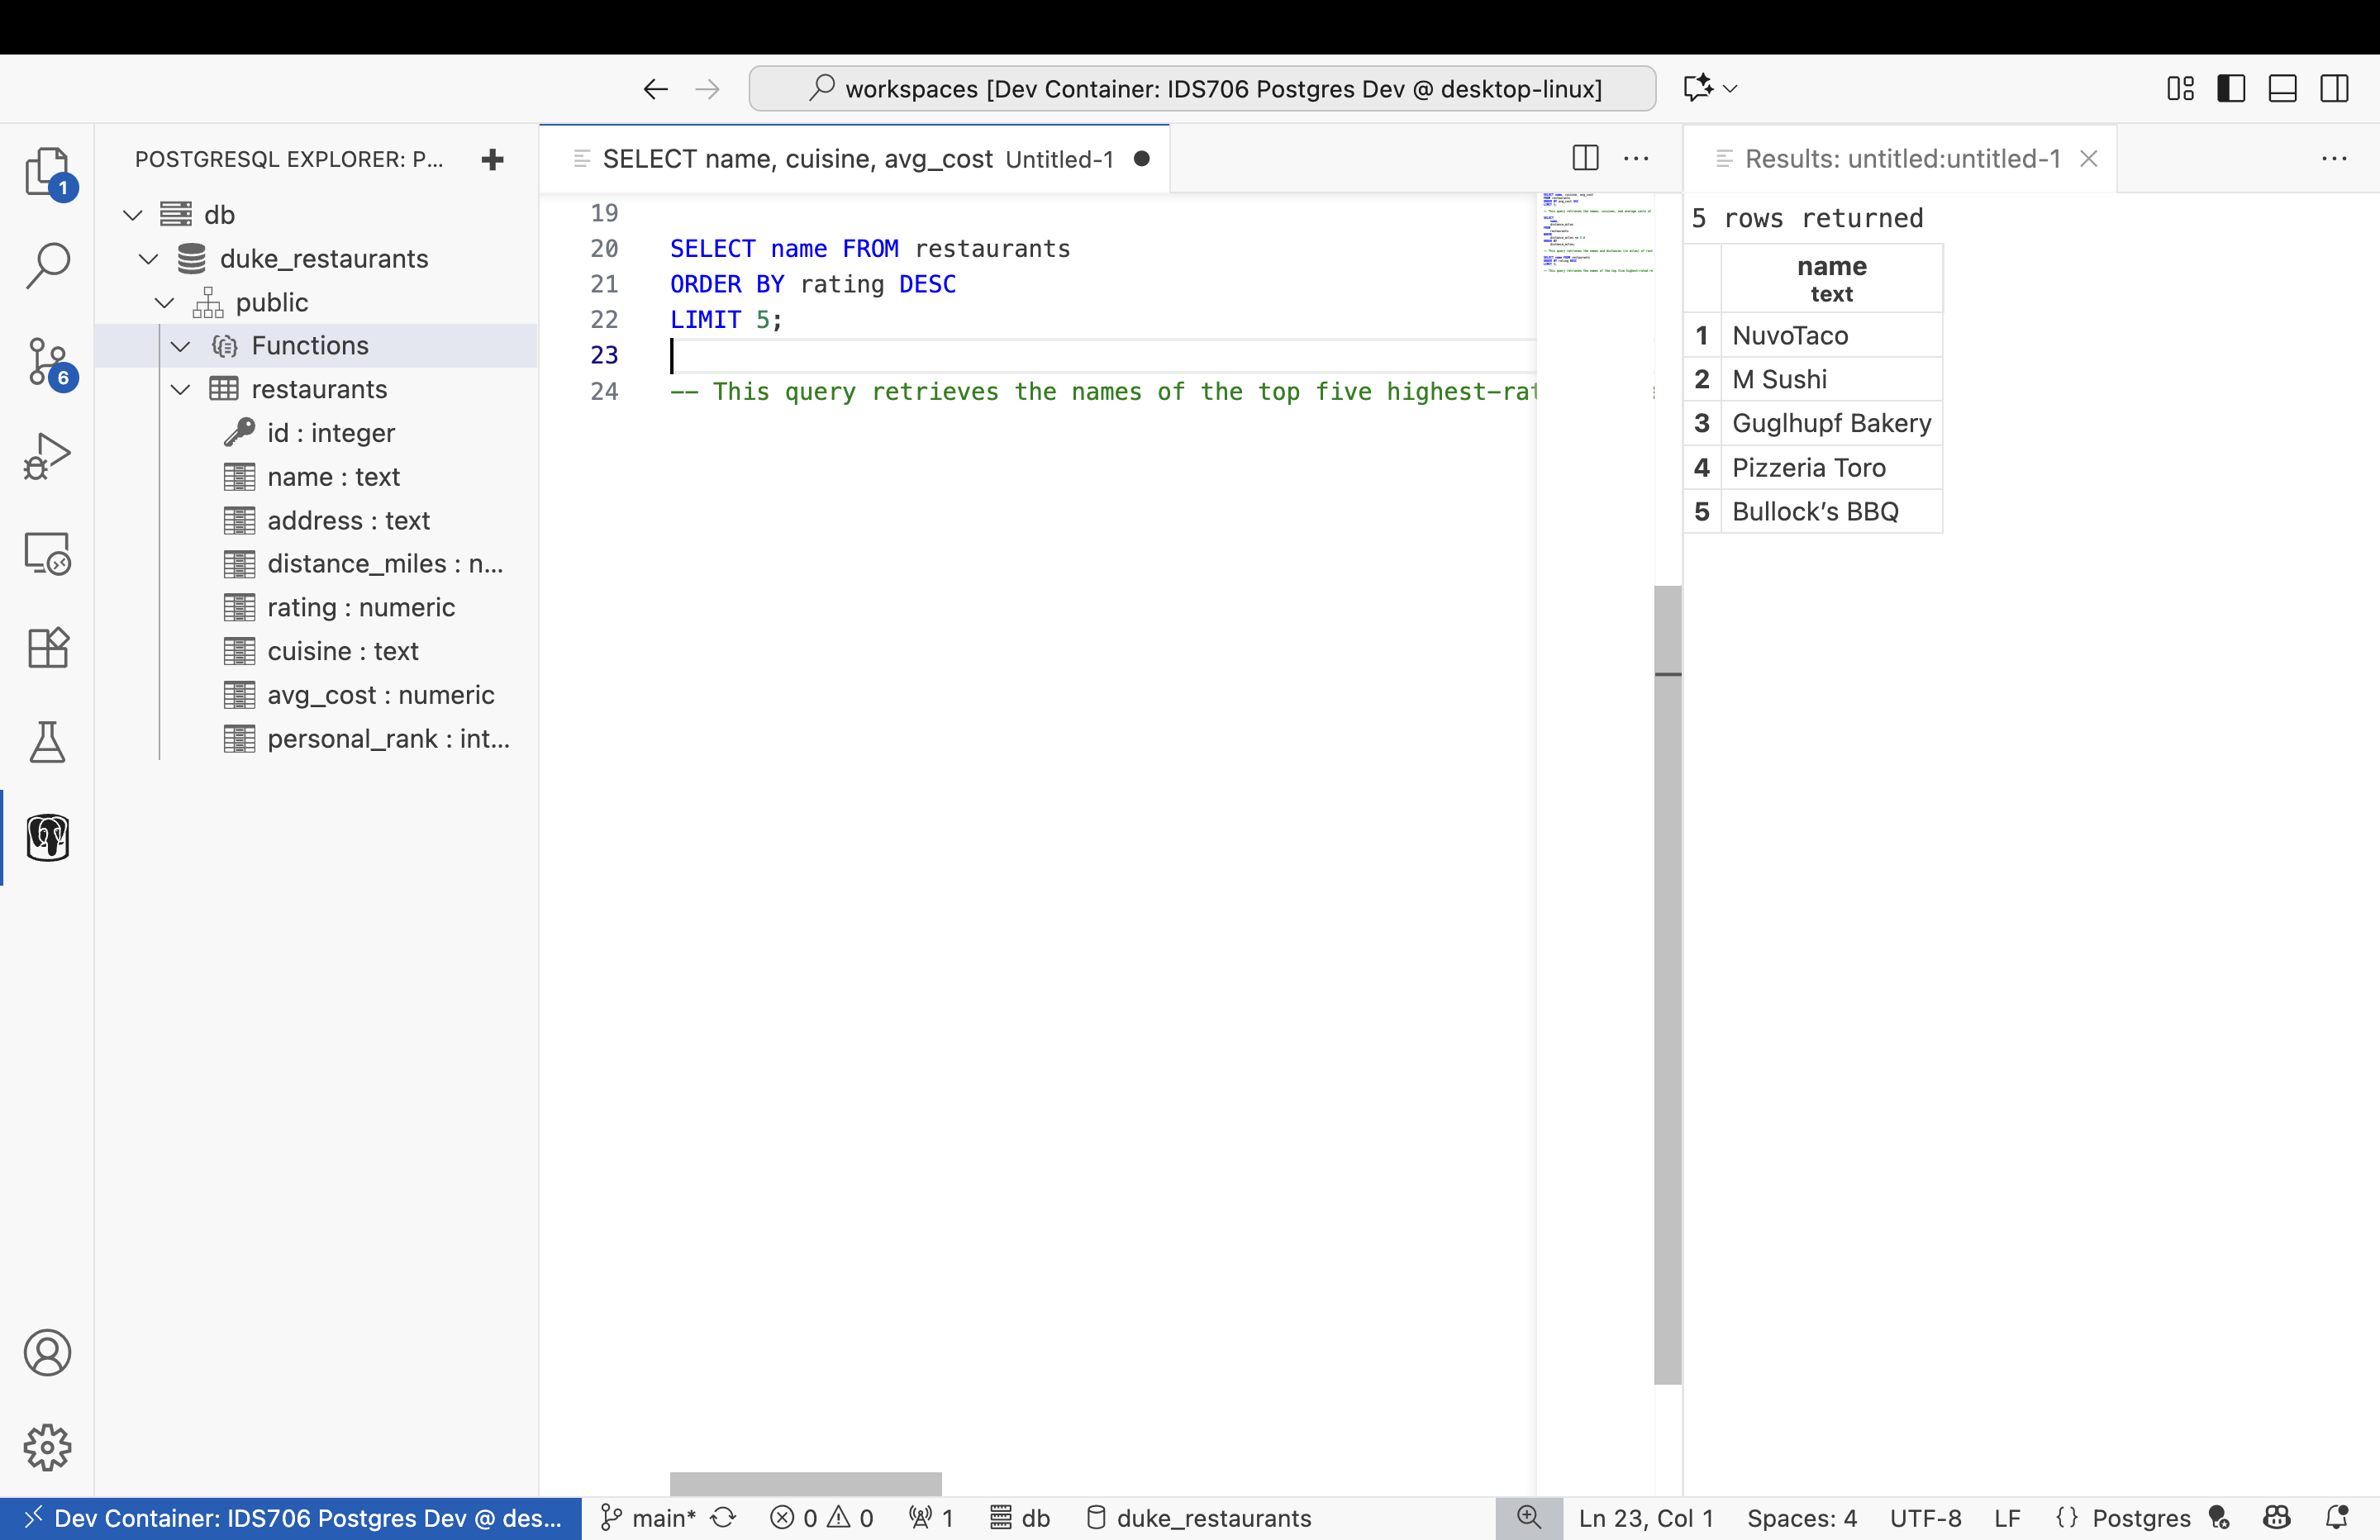 workspaces [Dev Container: IDS706 Postgres Dev @ desktop-linux]
1
6
POSTGRESQL EXPLORER: P...
db
duke_restaurants
public
Functions
restaurants
id : integer
name : text
address : text
distance_miles : n...
rating : numeric
cuisine : text
avg_cost : numeric
personal_rank : int...
SELECT name, cuisine, avg_cost Untitled-1
19
20 SELECT name FROM restaurants
21 ORDER BY rating DESC
22 LIMIT 5;
23
24 -- This query retrieves the names of the top five highest-rat
Results: untitled:untitled-1
5 rows returned
name
text
1 NuvoTaco
2 M Sushi
3 Guglhupf Bakery
4 Pizzeria Toro
5 Bullock’s BBQ
Dev Container: IDS706 Postgres Dev @ des... main* 0 0 1 db duke_restaurants Ln 23, Col 1 Spaces: 4 UTF-8 LF {} Postgres